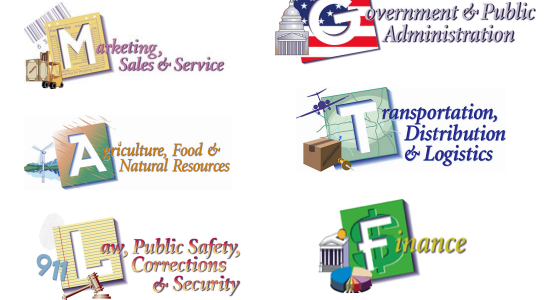 Marketing,
Sales & Service
Government & Public
Administration
Agriculture, Food &
Natural Resources
Transportation,
Distribution
& Logistics
911
Law, Public Safety,
Corrections
& Security
Finance